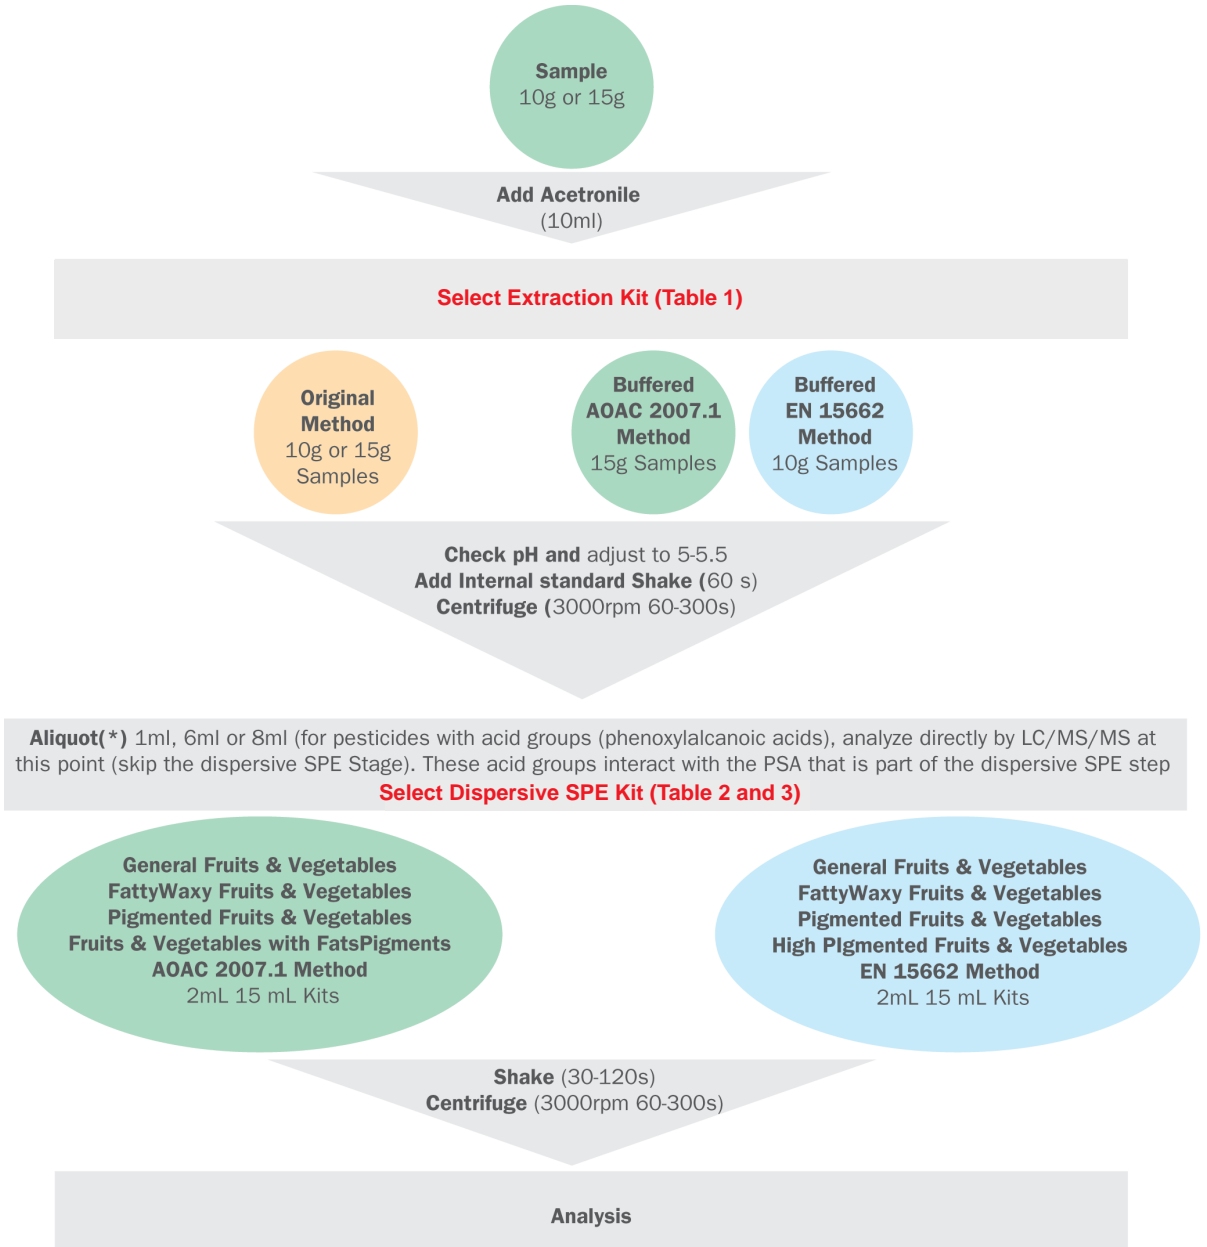 Sample
10g or 15g
Add Acetronile
(10ml)
Select Extraction Kit (Table 1)
Original
Method
10g or 15g
Samples
Buffered
AOAC 2007.1
Method
15g Samples
Buffered
EN 15662
Method
10g Samples
Check pH and adjust to 5-5.5
Add Internal standard Shake (60 s)
Centrifuge (3000rpm 60-300s)
Aliquot(*) 1ml, 6ml or 8ml (for pesticides with acid groups (phenoxylalcanoic acids), analyze directly by LC/MS/MS at
this point (skip the dispersive SPE Stage). These acid groups interact with the PSA that is part of the dispersive SPE step
Select Dispersive SPE Kit (Table 2 and 3)
General Fruits & Vegetables
FattyWaxy Fruits & Vegetables
Pigmented Fruits & Vegetables
Fruits & Vegetables with FatsPigments
AOAC 2007.1 Method
2mL 15 mL Kits
General Fruits & Vegetables
FattyWaxy Fruits & Vegetables
Pigmented Fruits & Vegetables
High PIgmented Fruits & Vegetables
EN 15662 Method
2mL 15 mL Kits
Shake (30-120s)
Centrifuge (3000rpm 60-300s)
Analysis